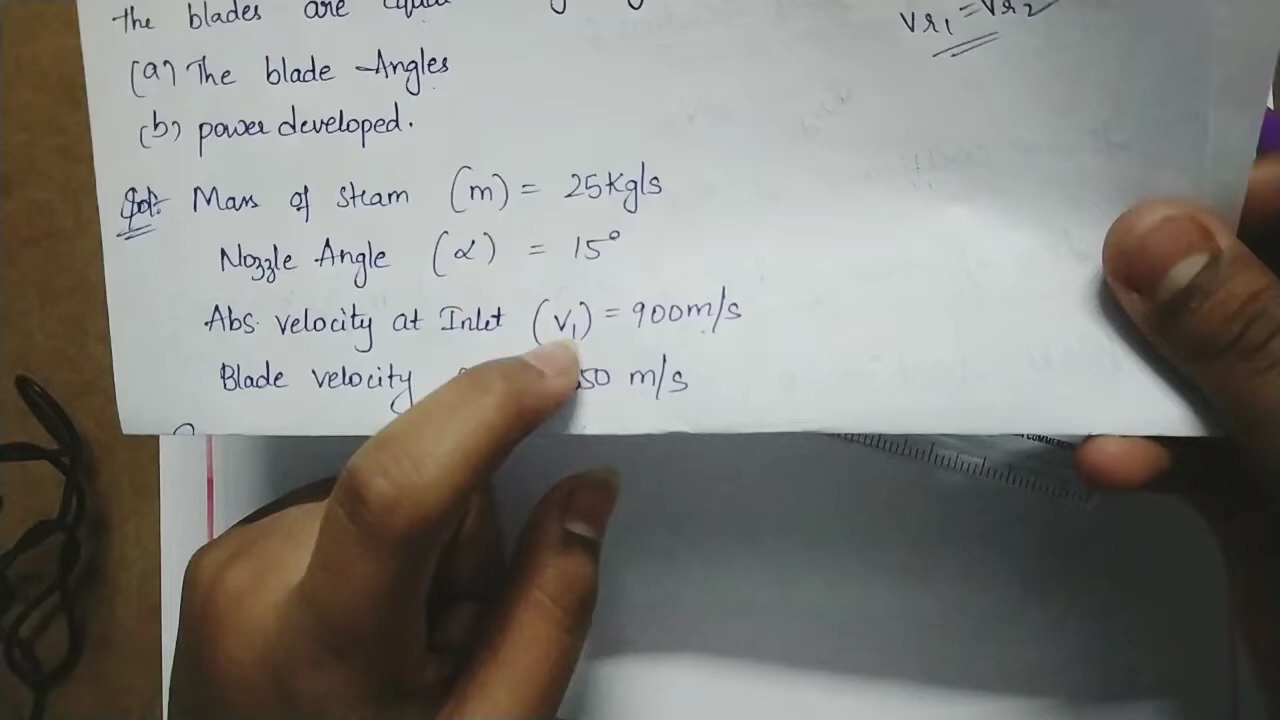 the blades are
Vr1 = Vr2
(a) The blade Angles
(b) power developed.
Sol:- Mass of steam (m) = 25Kg/s
Nozzle Angle (α) = 15°
Abs. velocity at Inlet (V1) = 900m/s
Blade velocity 50 m/s